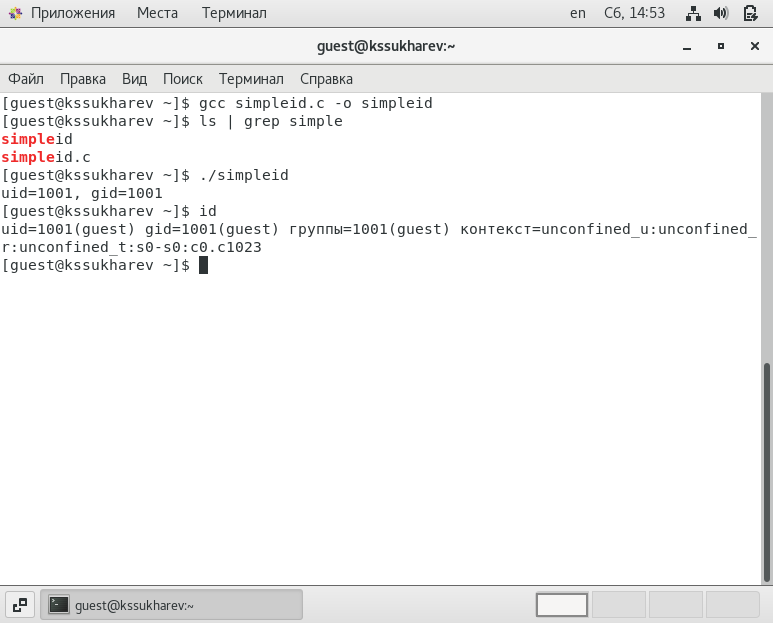 Приложения Места Терминал en Сб, 14:53
guest@kssukharev:~
Файл Правка Вид Поиск Терминал Справка
[guest@kssukharev ~]$ gcc simpleid.c -o simpleid
[guest@kssukharev ~]$ ls | grep simple
simpleid
simpleid.c
[guest@kssukharev ~]$ ./simpleid
uid=1001, gid=1001
[guest@kssukharev ~]$ id
uid=1001(guest) gid=1001(guest) группы=1001(guest) контекст=unconfined_u:unconfined_
r:unconfined_t:s0-s0:c0.c1023
[guest@kssukharev ~]$
guest@kssukharev:~